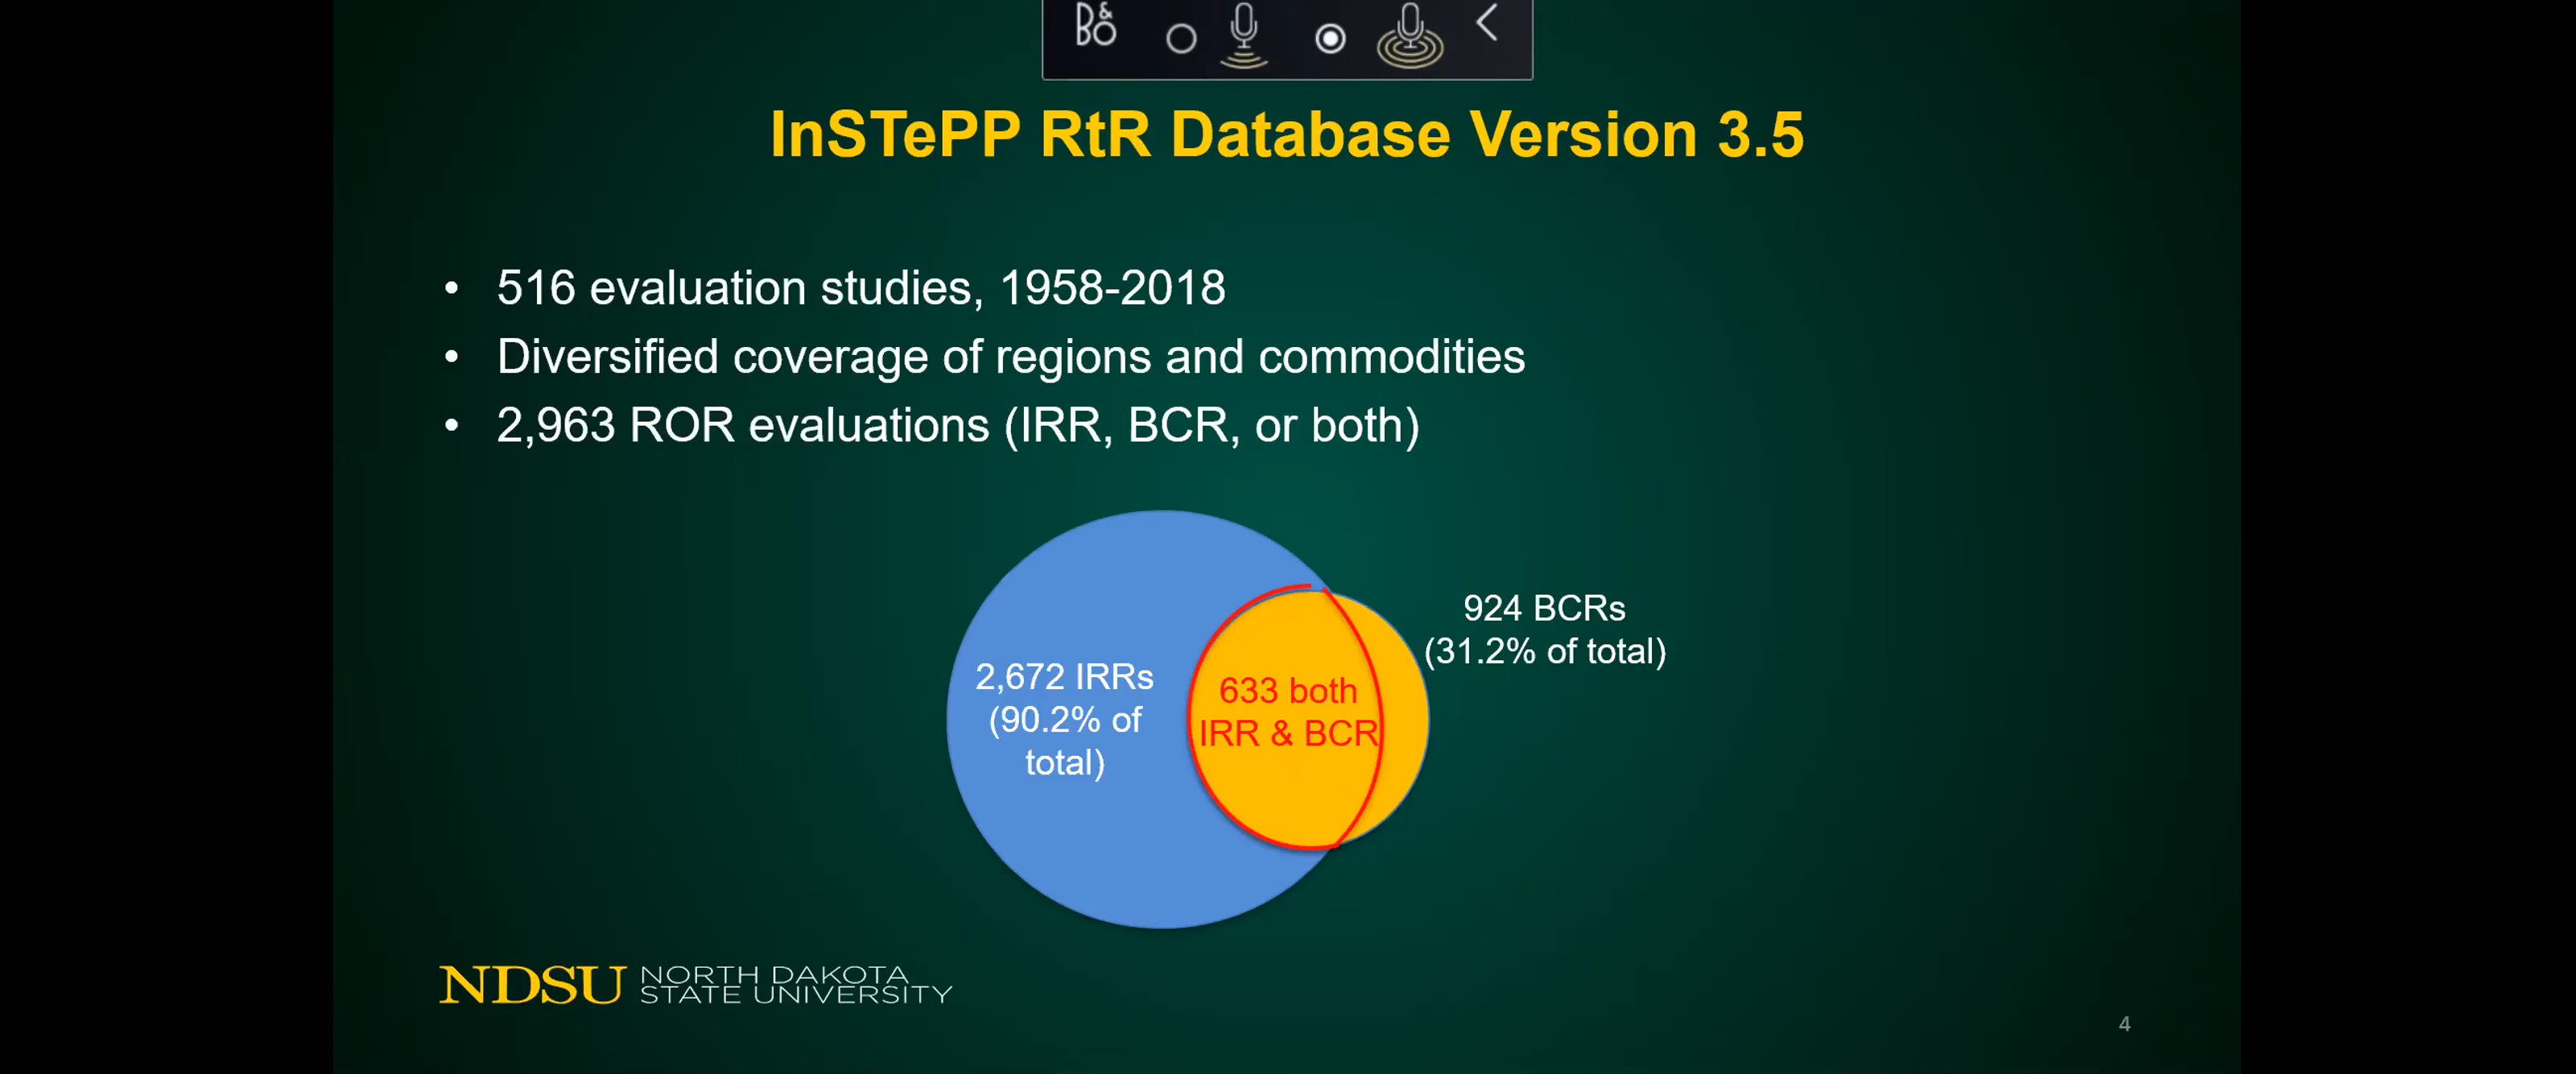 B&O
InSTePP RtR Database Version 3.5
• 516 evaluation studies, 1958-2018
• Diversified coverage of regions and commodities
• 2,963 ROR evaluations (IRR, BCR, or both)
924 BCRs
(31.2% of total)
2,672 IRRs
(90.2% of
total)
633 both
IRR & BCR
NDSU NORTH DAKOTA
STATE UNIVERSITY
4